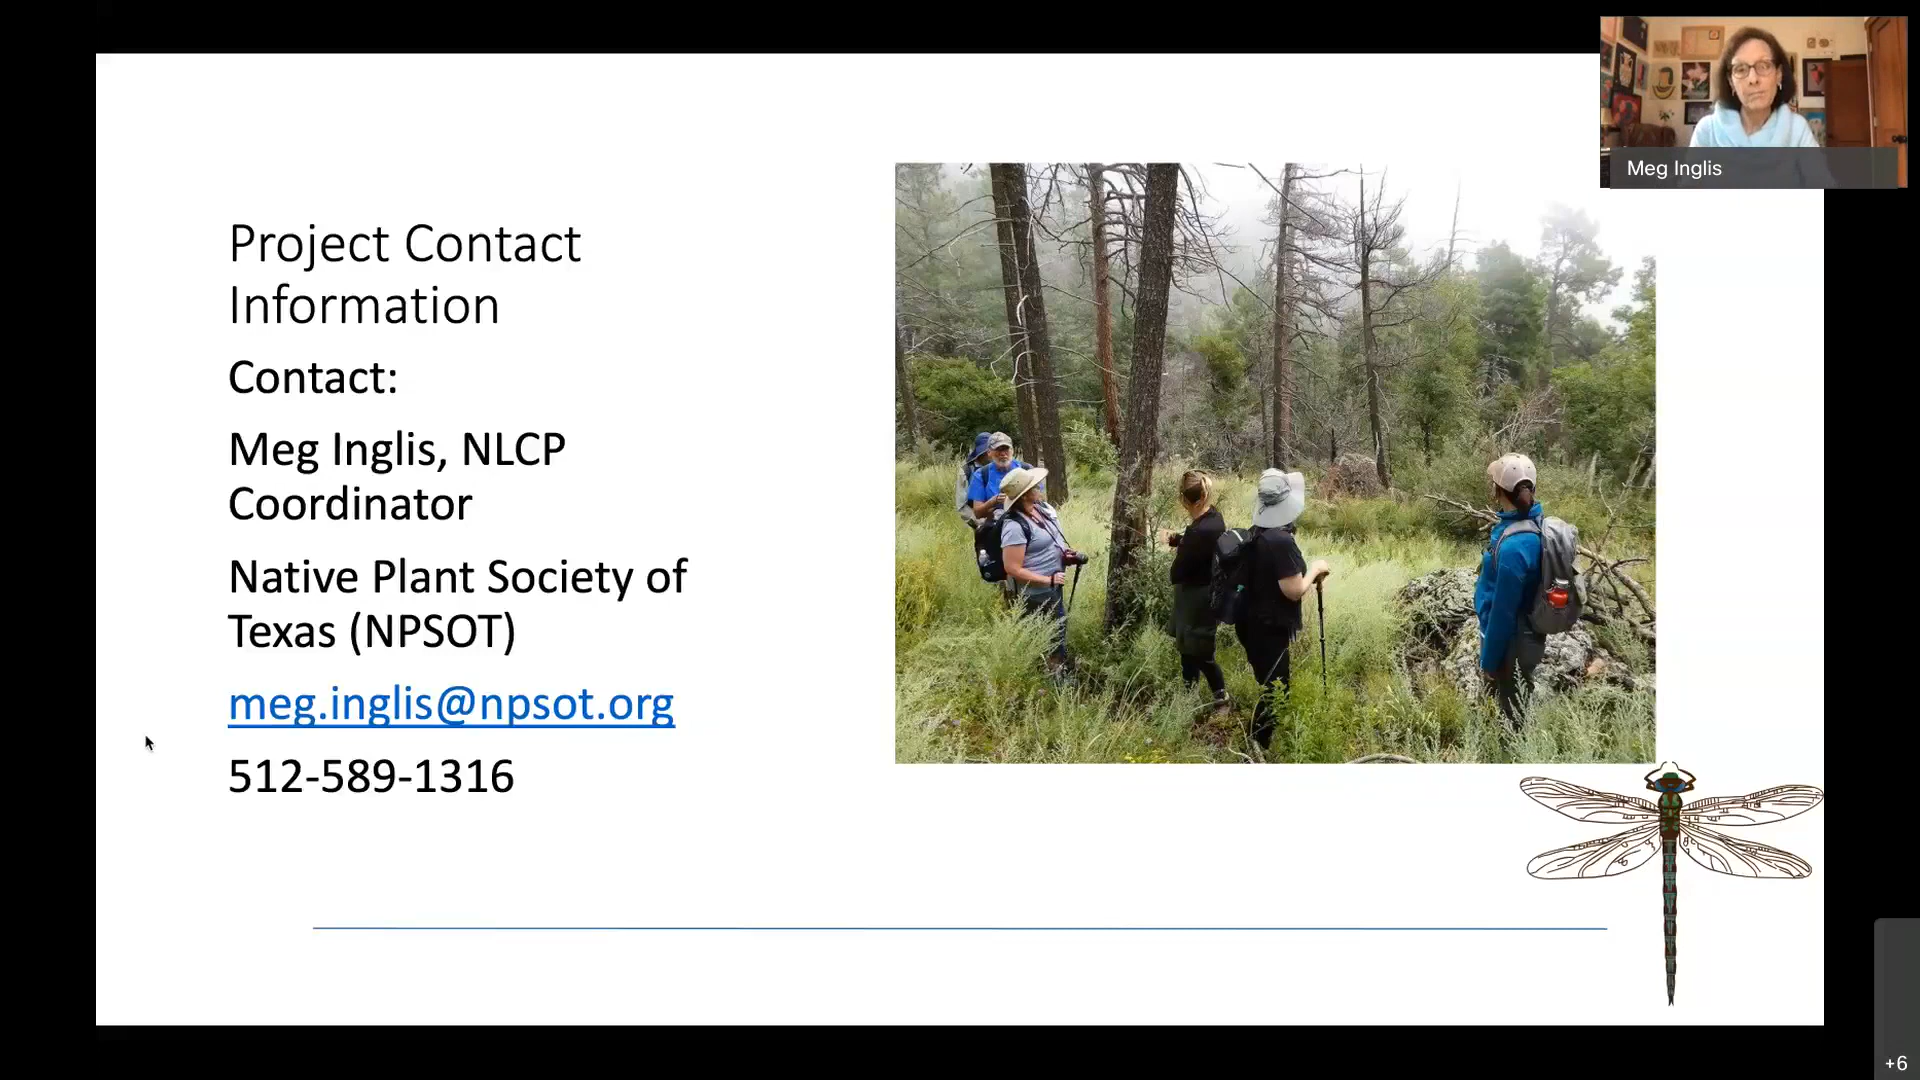 Project Contact
Information
Contact:
Meg Inglis, NLCP
Coordinator
Native Plant Society of
Texas (NPSOT)
meg.inglis@npsot.org
512-589-1316
Meg Inglis
+6